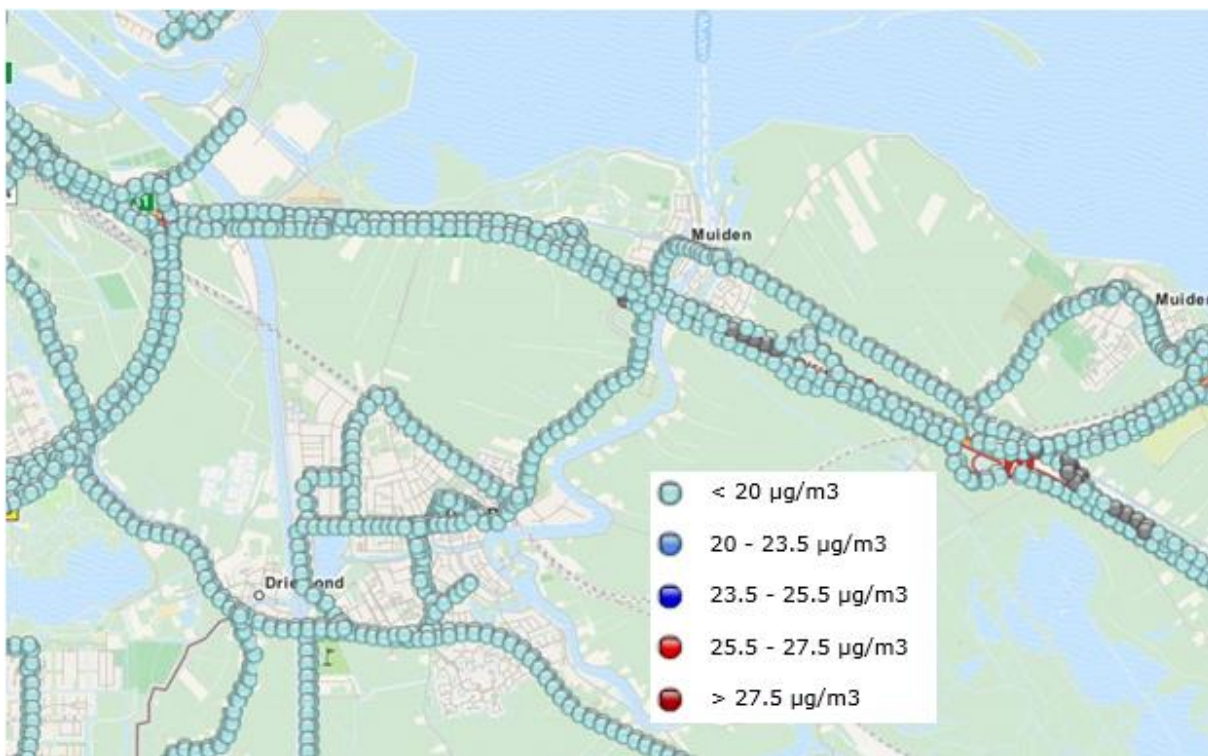 Muiden
Muider
Driemond
< 20 µg/m3
20 - 23.5 µg/m3
23.5 - 25.5 µg/m3
25.5 - 27.5 µg/m3
> 27.5 µg/m3